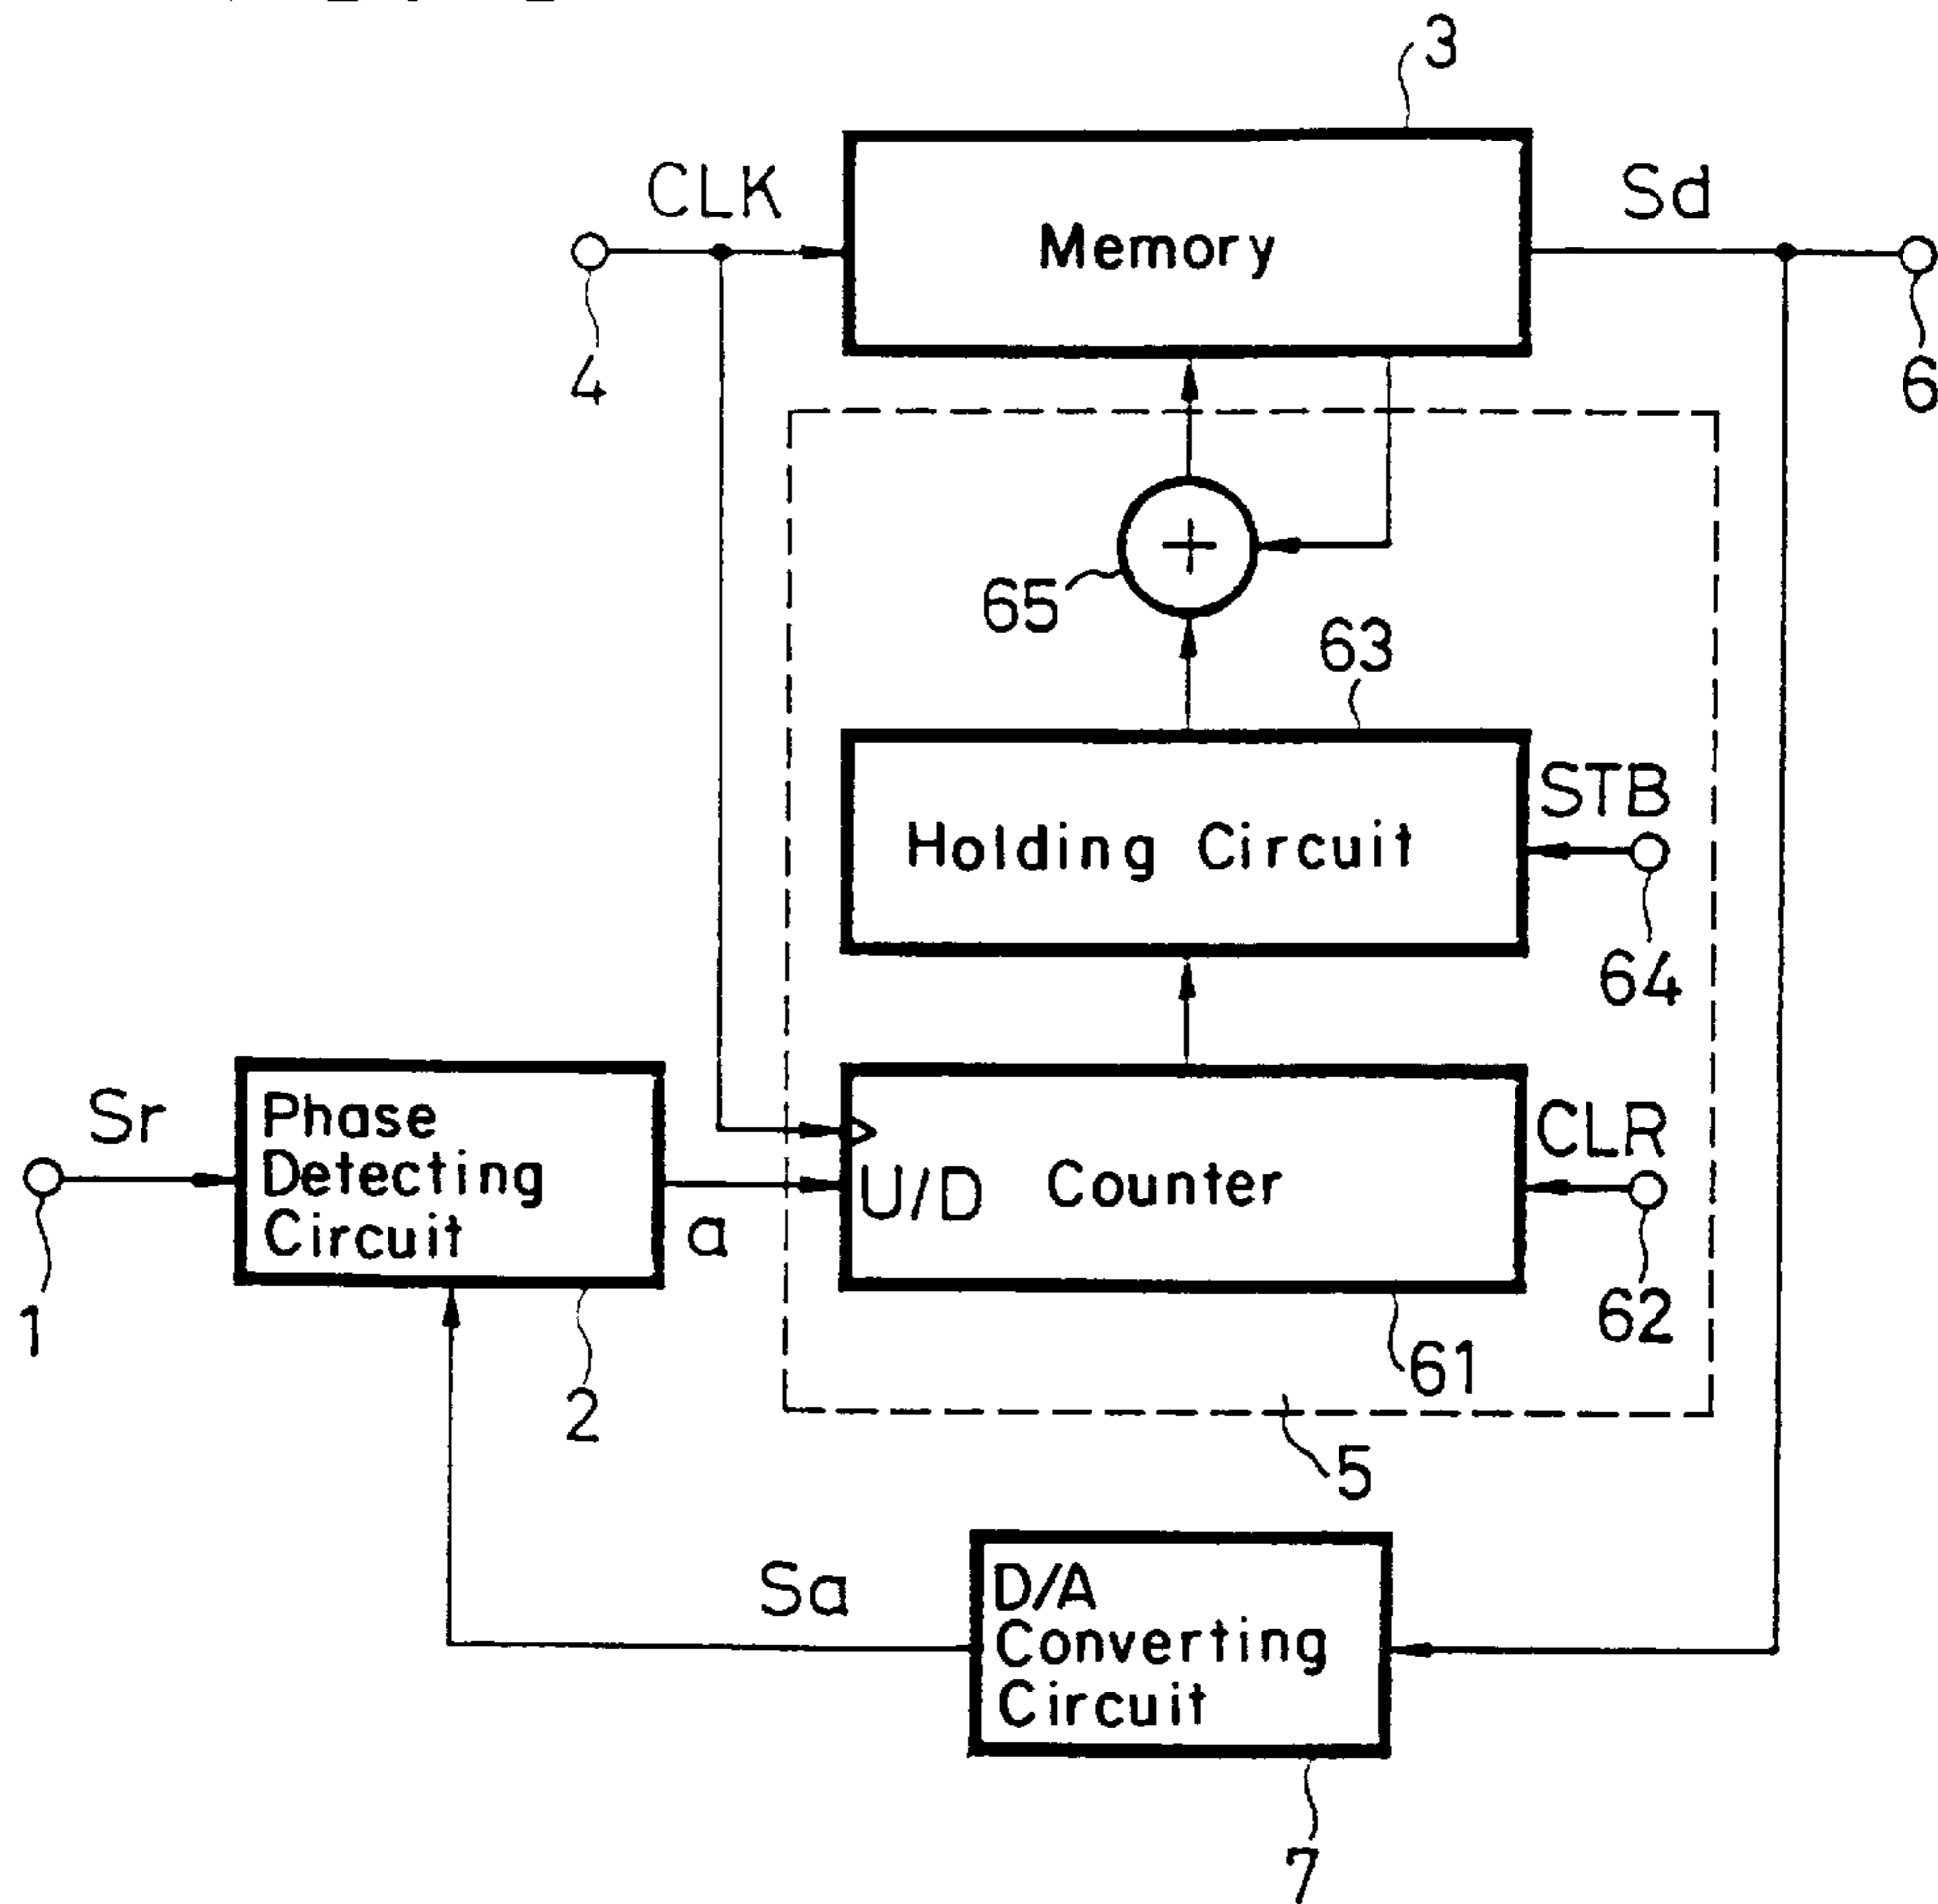 3
CLK
Sd
Memory
4
6
+
65
63
STB
Holding Circuit
64
Sr
Phase
Detecting
Circuit
CLR
U/D
Counter
a
1
62
61
2
5
Sa
D/A
Converting
Circuit
7